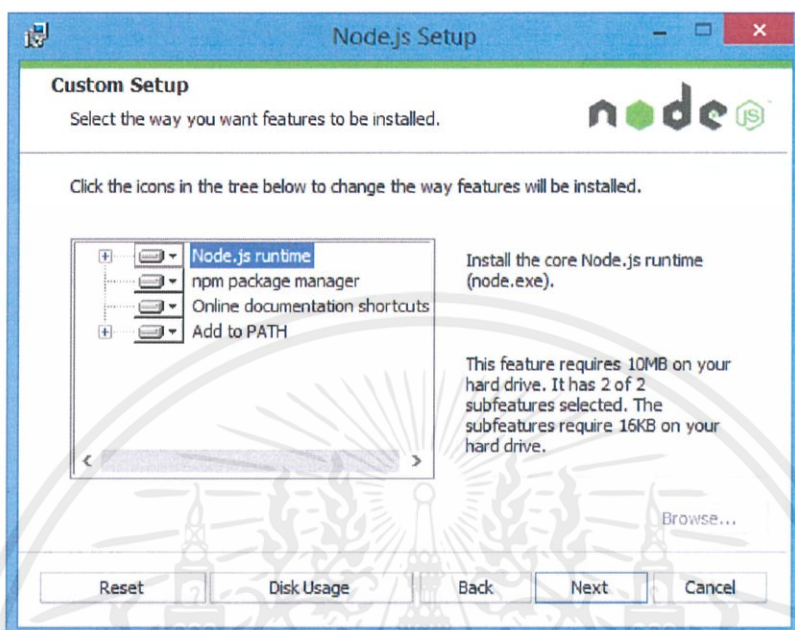 Node.js Setup
Custom Setup
Select the way you want features to be installed.
node JS
Click the icons in the tree below to change the way features will be installed.
Node.js runtime
npm package manager
Online documentation shortcuts
Add to PATH
Install the core Node.js runtime
(node.exe).
This feature requires 10MB on your
hard drive. It has 2 of 2
subfeatures selected. The
subfeatures require 16KB on your
hard drive.
Browse...
Reset Disk Usage Back Next Cancel